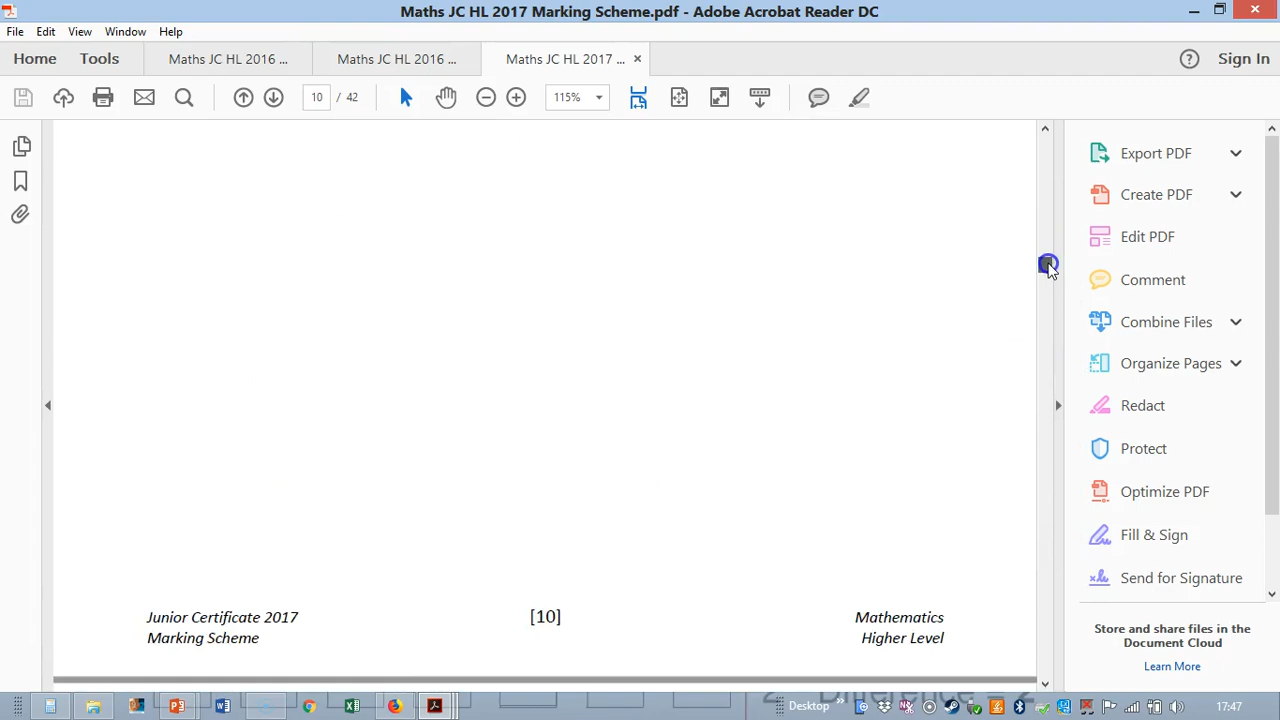 Maths JC HL 2017 Marking Scheme.pdf - Adobe Acrobat Reader DC
File Edit View Window Help
Home Tools Maths JC HL 2016 ... Maths JC HL 2016 ... Maths JC HL 2017 ... × Sign In
10 / 42 115%
Export PDF
Create PDF
Edit PDF
Comment
Combine Files
Organize Pages
Redact
Protect
Optimize PDF
Fill & Sign
Send for Signature
Store and share files in the
Document Cloud
Learn More
Junior Certificate 2017 [10] Mathematics
Marking Scheme Higher Level
Difference = 2
Desktop 17:47